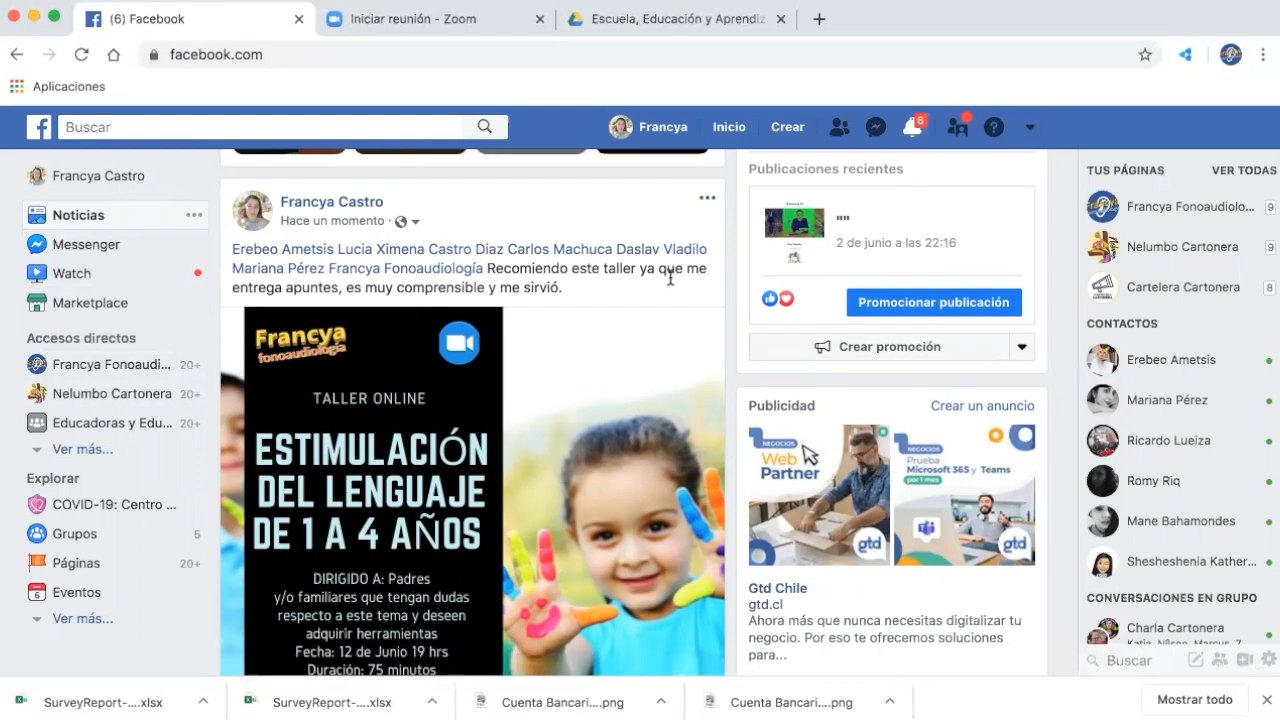 (6) Facebook
Iniciar reunión - Zoom
Escuela, Educación y Aprendiz
facebook.com
Aplicaciones
Buscar
Francya
Inicio
Crear
6
Francya Castro
Noticias
Messenger
Watch
Marketplace
Accesos directos
Francya Fonoaudi... 20+
Nelumbo Cartonera 20+
Educadoras y Edu...
Ver más...
Explorar
COVID-19: Centro ...
Grupos 5
Páginas 20+
Eventos
Ver más...
Francya Castro
Hace un momento ·
Erebeo Ametsis Lucia Ximena Castro Diaz Carlos Machuca Daslav Vladilo
Mariana Pérez Francya Fonoaudiología Recomiendo este taller ya que me
entrega apuntes, es muy comprensible y me sirvió.
Francya
fonoaudiología
TALLER ONLINE
ESTIMULACIÓN
DEL LENGUAJE
DE 1 A 4 AÑOS
DIRIGIDO A: Padres
y/o familiares que tengan dudas
respecto a este tema y deseen
adquirir herramientas
Fecha: 12 de Junio 19 hrs
Duración: 75 minutos
Publicaciones recientes
""
2 de junio a las 22:16
Promocionar publicación
Crear promoción
Publicidad
Crear un anuncio
NEGOCIOS
Web
Partner
gtd
NEGOCIOS
Prueba
Microsoft 365 y Teams
por 1 mes
gtd
Gtd Chile
gtd.cl
Ahora más que nunca necesitas digitalizar tu
negocio. Por eso te ofrecemos soluciones
para...
TUS PÁGINAS
VER TODAS
Francya Fonoaudiolo... 9
Nelumbo Cartonera 9
Cartelera Cartonera 8
CONTACTOS
Erebeo Ametsis
Mariana Pérez
Ricardo Lueiza
Romy Riq
Mane Bahamondes
Shesheshenia Kather...
CONVERSACIONES EN GRUPO
Charla Cartonera
Buscar
SurveyReport-....xlsx
SurveyReport-....xlsx
Cuenta Bancari....png
Cuenta Bancari....png
Mostrar todo